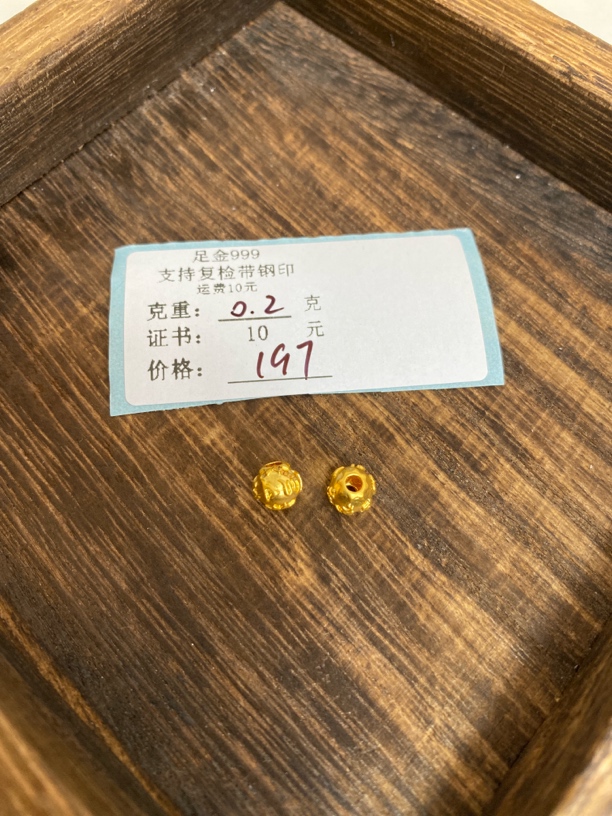 足金999
支持复检带钢印
运费10元
克重: 0.2 克
证书: 10 元
价格: 197